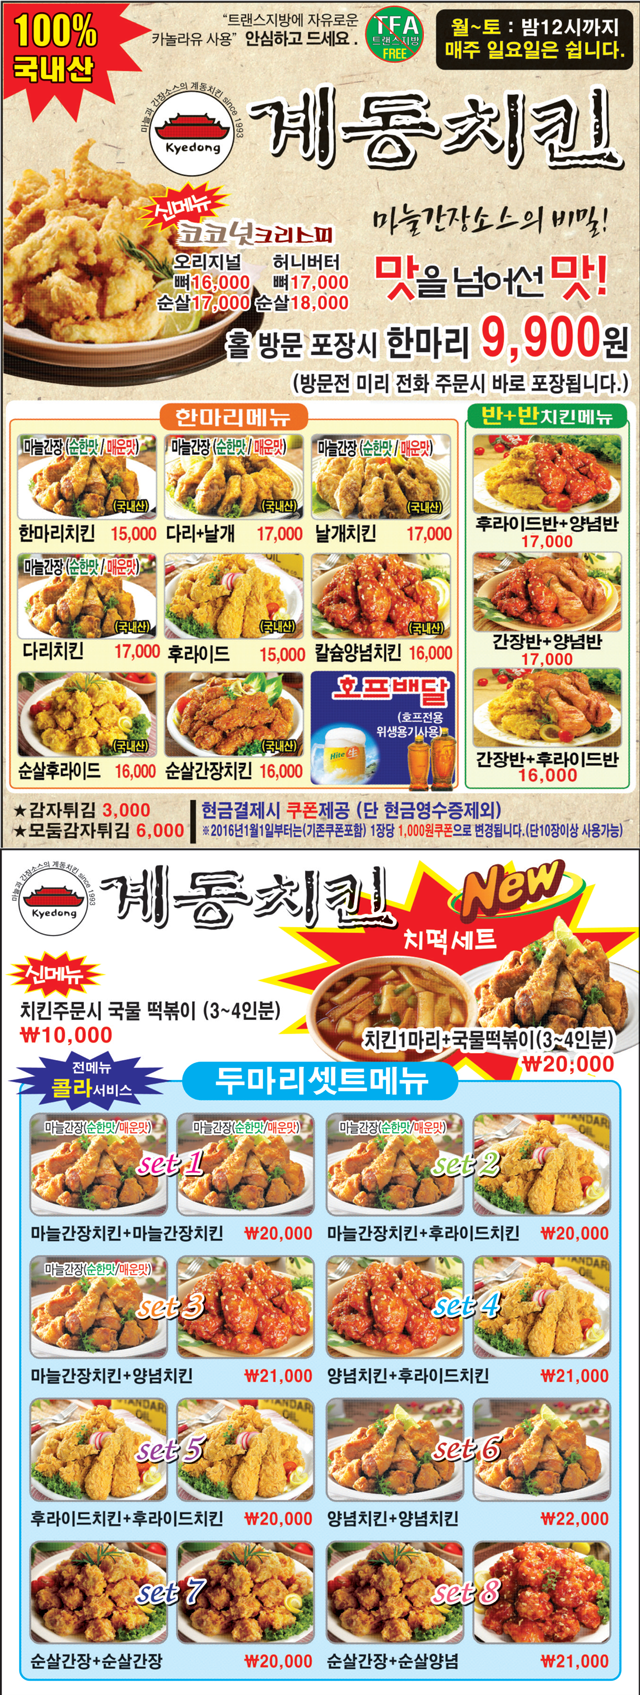 100%
국내산
“트랜스지방에 자유로운
카놀라유 사용” 안심하고 드세요 .
TFA
트랜스지방
FREE
월~토 : 밤12시까지
매주 일요일은 쉽니다.
마늘과 간장소스의 계동치킨 since 1993
Kyedong
계동치킨
신메뉴
코코넛크리스피
마늘간장소스의 비밀!
오리지널 허니버터
뼈16,000 뼈17,000
순살17,000 순살18,000
맛을 넘어선 맛!
홀 방문 포장시 한마리 9,900원
(방문전 미리 전화 주문시 바로 포장됩니다.)
한마리메뉴
마늘간장 (순한맛 / 매운맛)
(국내산)
한마리치킨 15,000
마늘간장 (순한맛 / 매운맛)
(국내산)
다리+날개 17,000
마늘간장 (순한맛 / 매운맛)
(국내산)
날개치킨 17,000
마늘간장 (순한맛 / 매운맛)
(국내산)
다리치킨 17,000
(국내산)
후라이드 15,000
(국내산)
칼슘양념치킨 16,000
(국내산)
순살후라이드 16,000
(국내산)
순살간장치킨 16,000
호프배달
(호프전용
위생용기사용)
반+반치킨메뉴
후라이드반+양념반
17,000
간장반+양념반
17,000
간장반+후라이드반
16,000
★감자튀김 3,000
★모둠감자튀김 6,000
현금결제시 쿠폰제공 (단 현금영수증제외)
※2016년1월1일부터는(기존쿠폰포함) 1장당 1,000원쿠폰으로 변경됩니다.(단10장이상 사용가능)
마늘과 간장소스의 계동치킨 since 1993
Kyedong
계동치킨
New
치떡세트
신메뉴
치킨주문시 국물 떡볶이 (3~4인분)
₩10,000
치킨1마리+국물떡볶이(3~4인분)
₩20,000
전메뉴
콜라서비스
두마리셋트메뉴
마늘간장(순한맛/매운맛)
마늘간장(순한맛/매운맛)
set 1
마늘간장치킨+마늘간장치킨 ₩20,000
마늘간장(순한맛/매운맛)
set 2
마늘간장치킨+후라이드치킨 ₩20,000
마늘간장(순한맛/매운맛)
set 3
마늘간장치킨+양념치킨 ₩21,000
set 4
양념치킨+후라이드치킨 ₩21,000
set 5
후라이드치킨+후라이드치킨 ₩20,000
set 6
양념치킨+양념치킨 ₩22,000
set 7
순살간장+순살간장 ₩20,000
set 8
순살간장+순살양념 ₩21,000